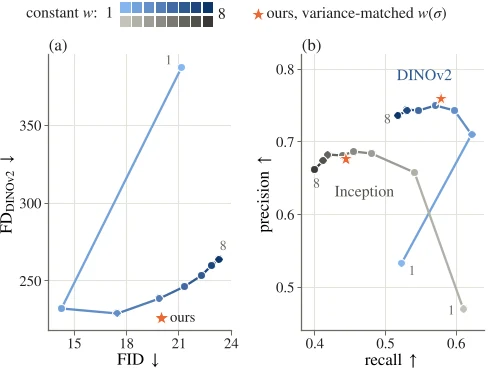 constant w: 1 8 ours, variance-matched w(σ)
(a)
1
350
300
250
FD_DINOv2 ↓
8
ours
15 18 21 24
FID ↓
(b)
DINOv2
0.8
0.7
0.6
0.5
precision ↑
8
8
Inception
1
1
0.4 0.5 0.6
recall ↑